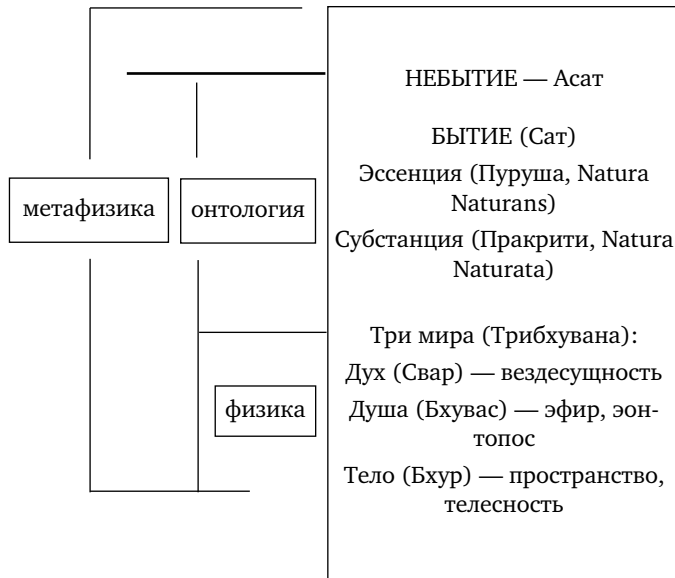 НЕБЫТИЕ — Асат
БЫТИЕ (Сат)
Эссенция (Пуруша, Natura
Naturans)
метафизика
онтология
Субстанция (Пракрити, Natura
Naturata)
Три мира (Трибхувана):
Дух (Свар) — вездесущность
физика
Душа (Бхувас) — эфир, эон-
топос
Тело (Бхур) — пространство,
телесность